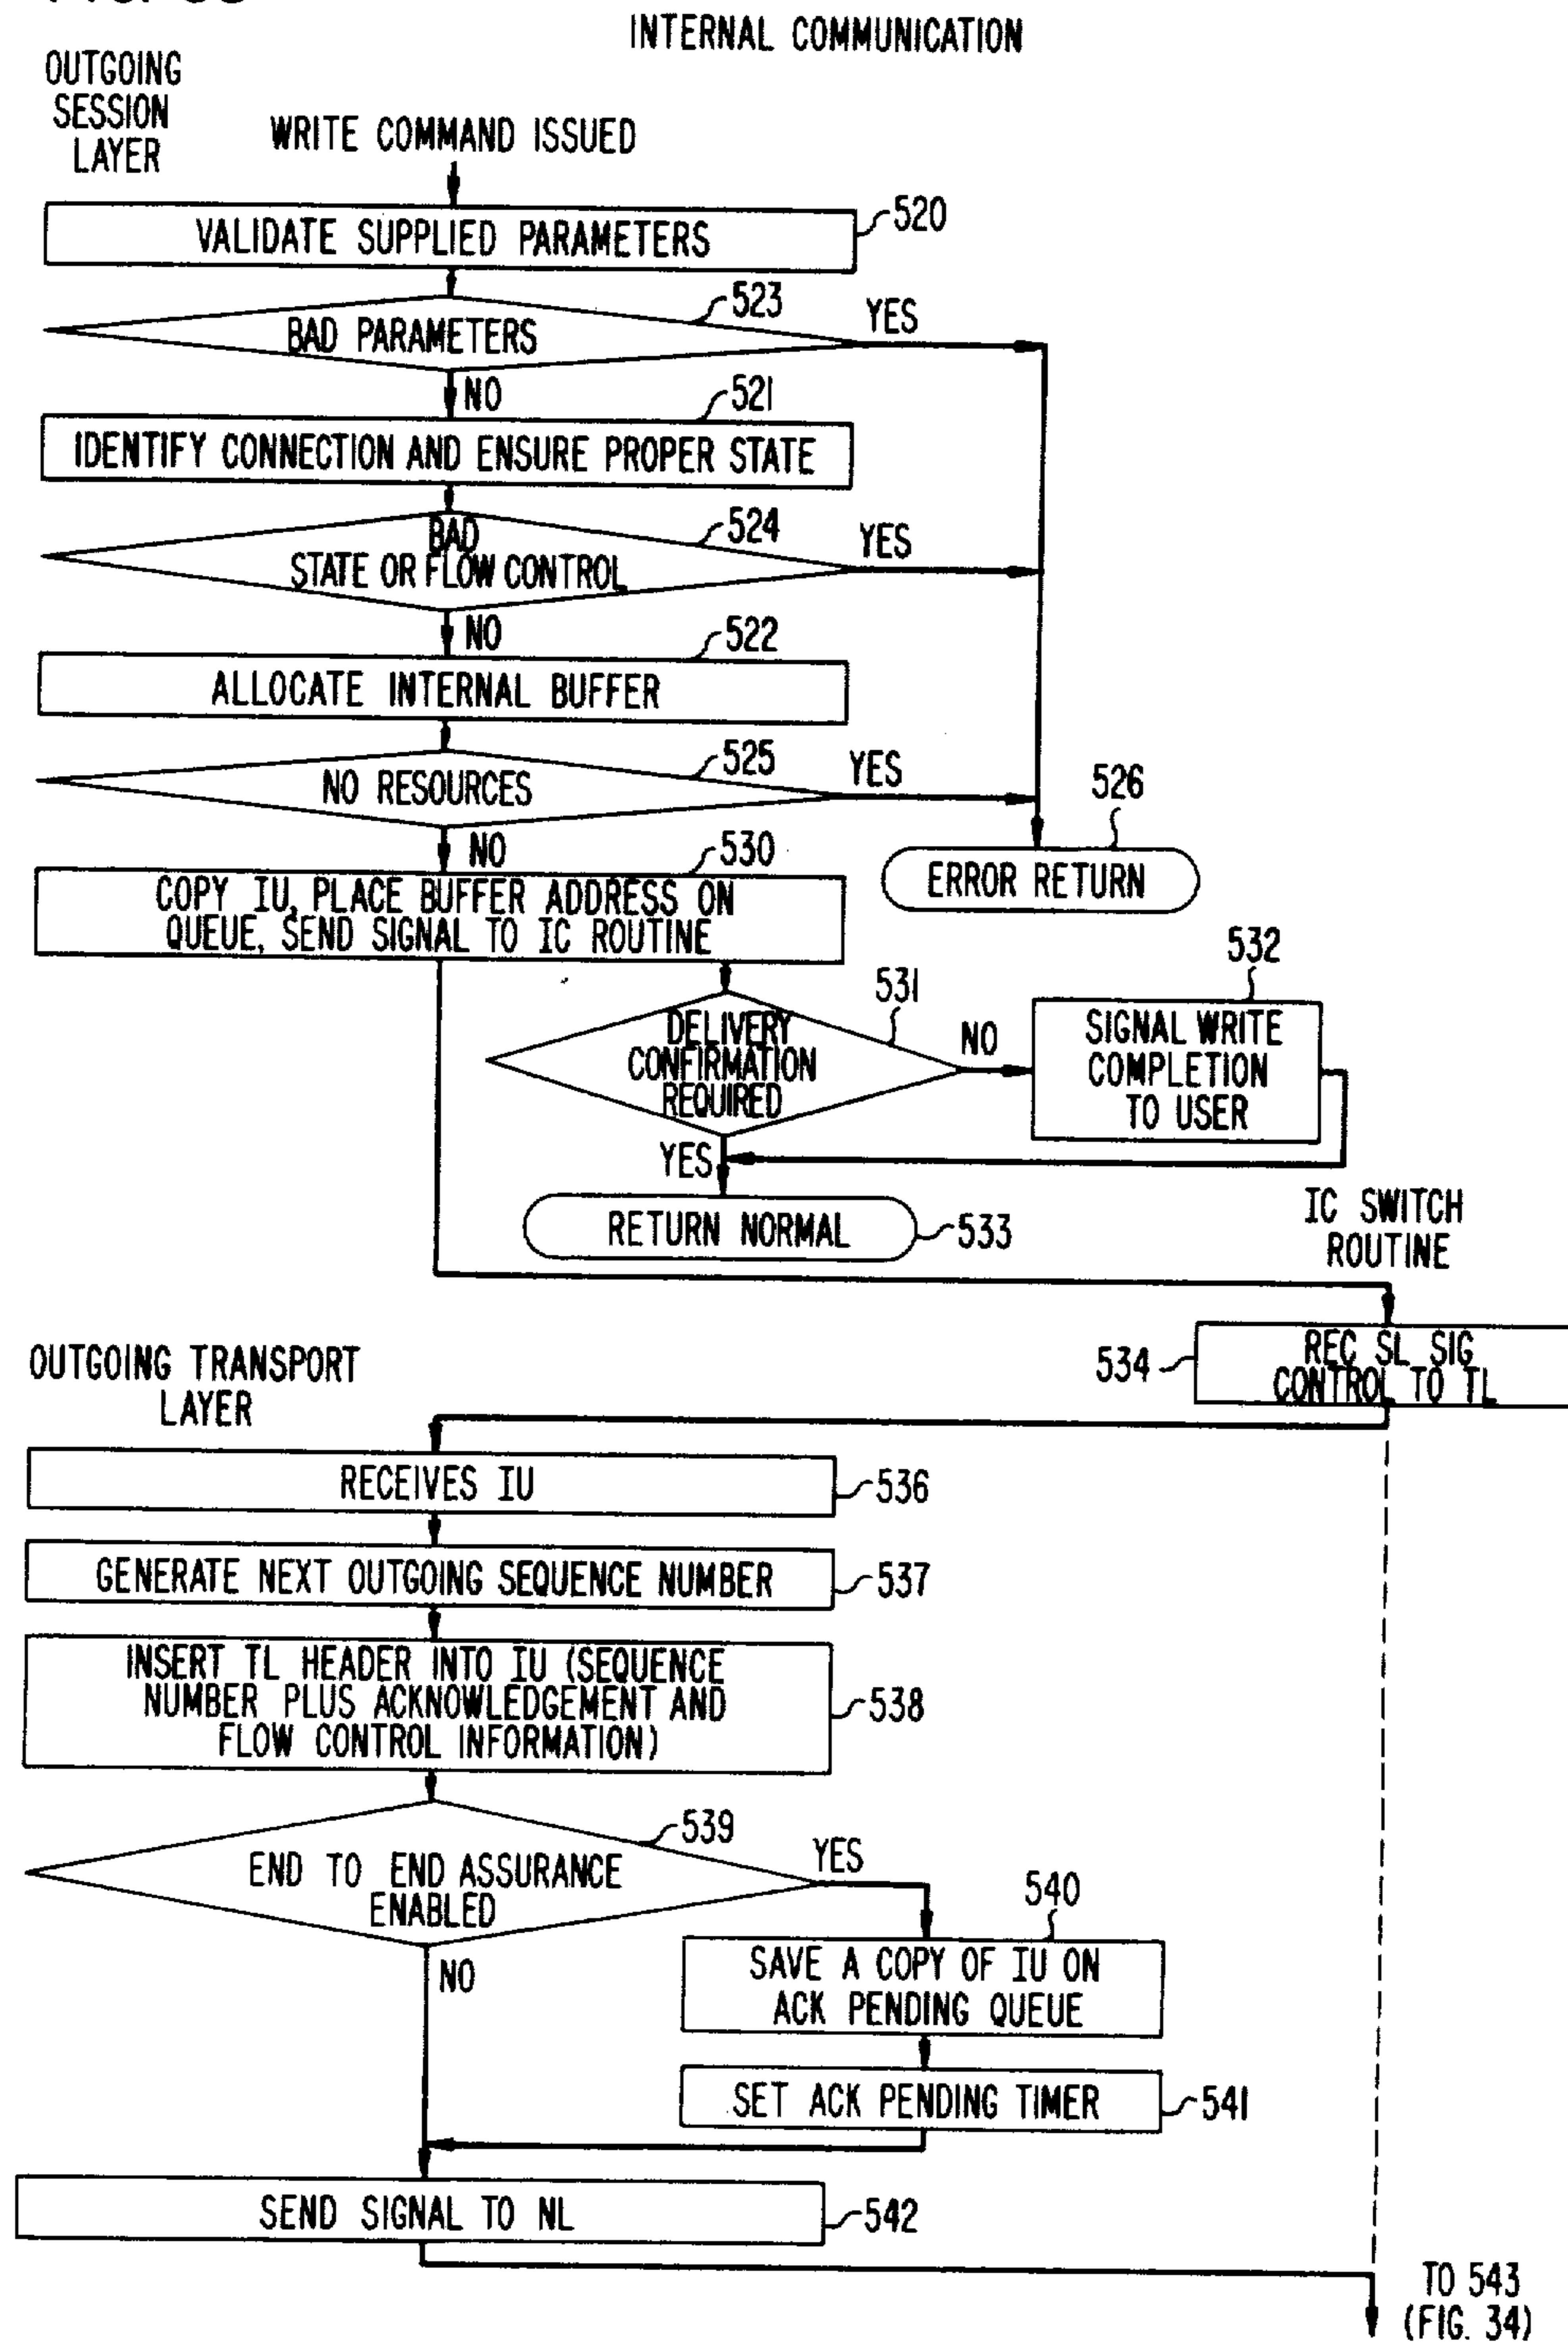 INTERNAL COMMUNICATION
OUTGOING
SESSION
LAYER
WRITE COMMAND ISSUED
VALIDATE SUPPLIED PARAMETERS
520
BAD PARAMETERS
523
YES
NO
521
IDENTIFY CONNECTION AND ENSURE PROPER STATE
BAD
STATE OR FLOW CONTROL
524
YES
NO
522
ALLOCATE INTERNAL BUFFER
NO RESOURCES
525
YES
526
ERROR RETURN
NO
530
COPY IU, PLACE BUFFER ADDRESS ON
QUEUE, SEND SIGNAL TO IC ROUTINE
531
DELIVERY
CONFIRMATION
REQUIRED
NO
532
SIGNAL WRITE
COMPLETION
TO USER
YES
RETURN NORMAL
533
IC SWITCH
ROUTINE
534
REC SL SIG
CONTROL TO TL
OUTGOING TRANSPORT
LAYER
RECEIVES IU
536
GENERATE NEXT OUTGOING SEQUENCE NUMBER
537
INSERT TL HEADER INTO IU (SEQUENCE
NUMBER PLUS ACKNOWLEDGEMENT AND
FLOW CONTROL INFORMATION)
538
539
END TO END ASSURANCE
ENABLED
YES
NO
540
SAVE A COPY OF IU ON
ACK PENDING QUEUE
SET ACK PENDING TIMER
541
SEND SIGNAL TO NL
542
TO 543
(FIG. 34)